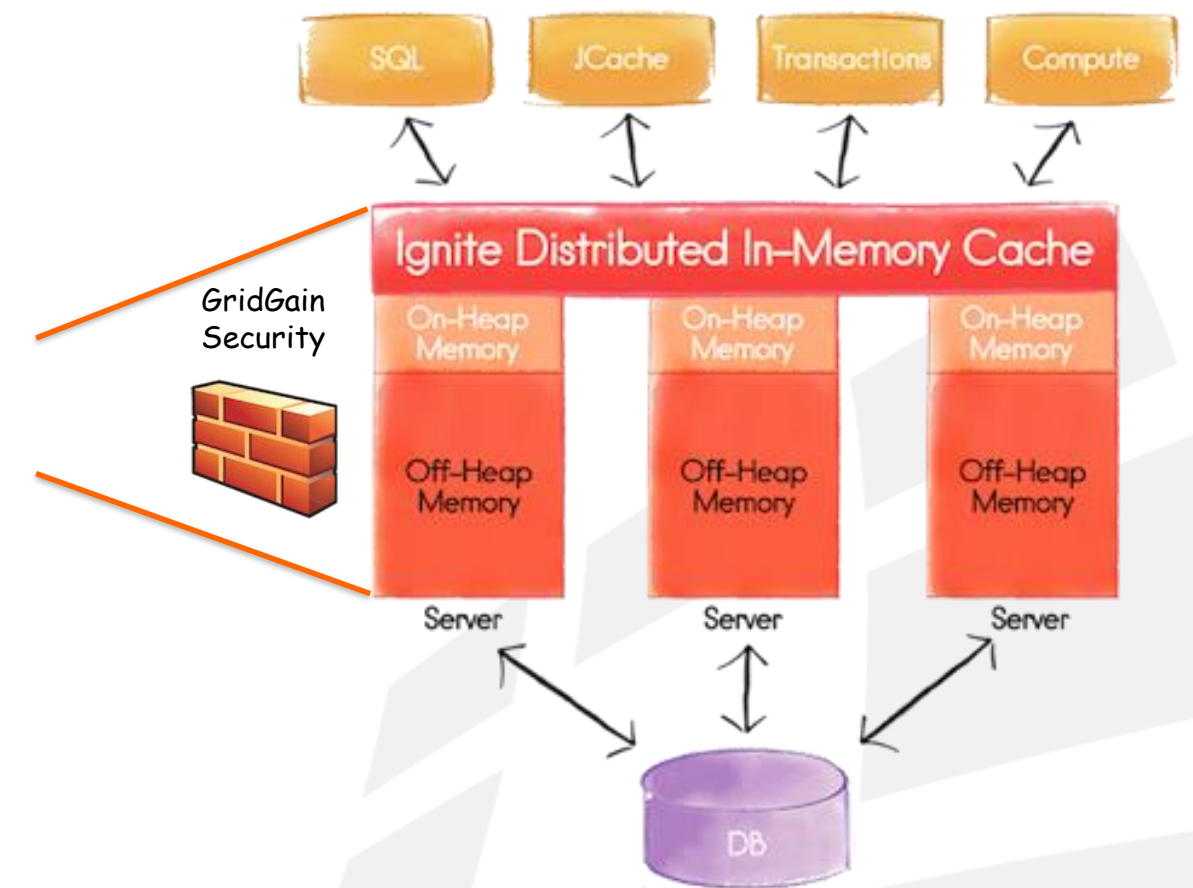 SQL
JCache
Transactions
Compute
Ignite Distributed In-Memory Cache
GridGain
Security
On-Heap
Memory
On-Heap
Memory
On-Heap
Memory
Off-Heap
Memory
Off-Heap
Memory
Off-Heap
Memory
Server
Server
Server
DB